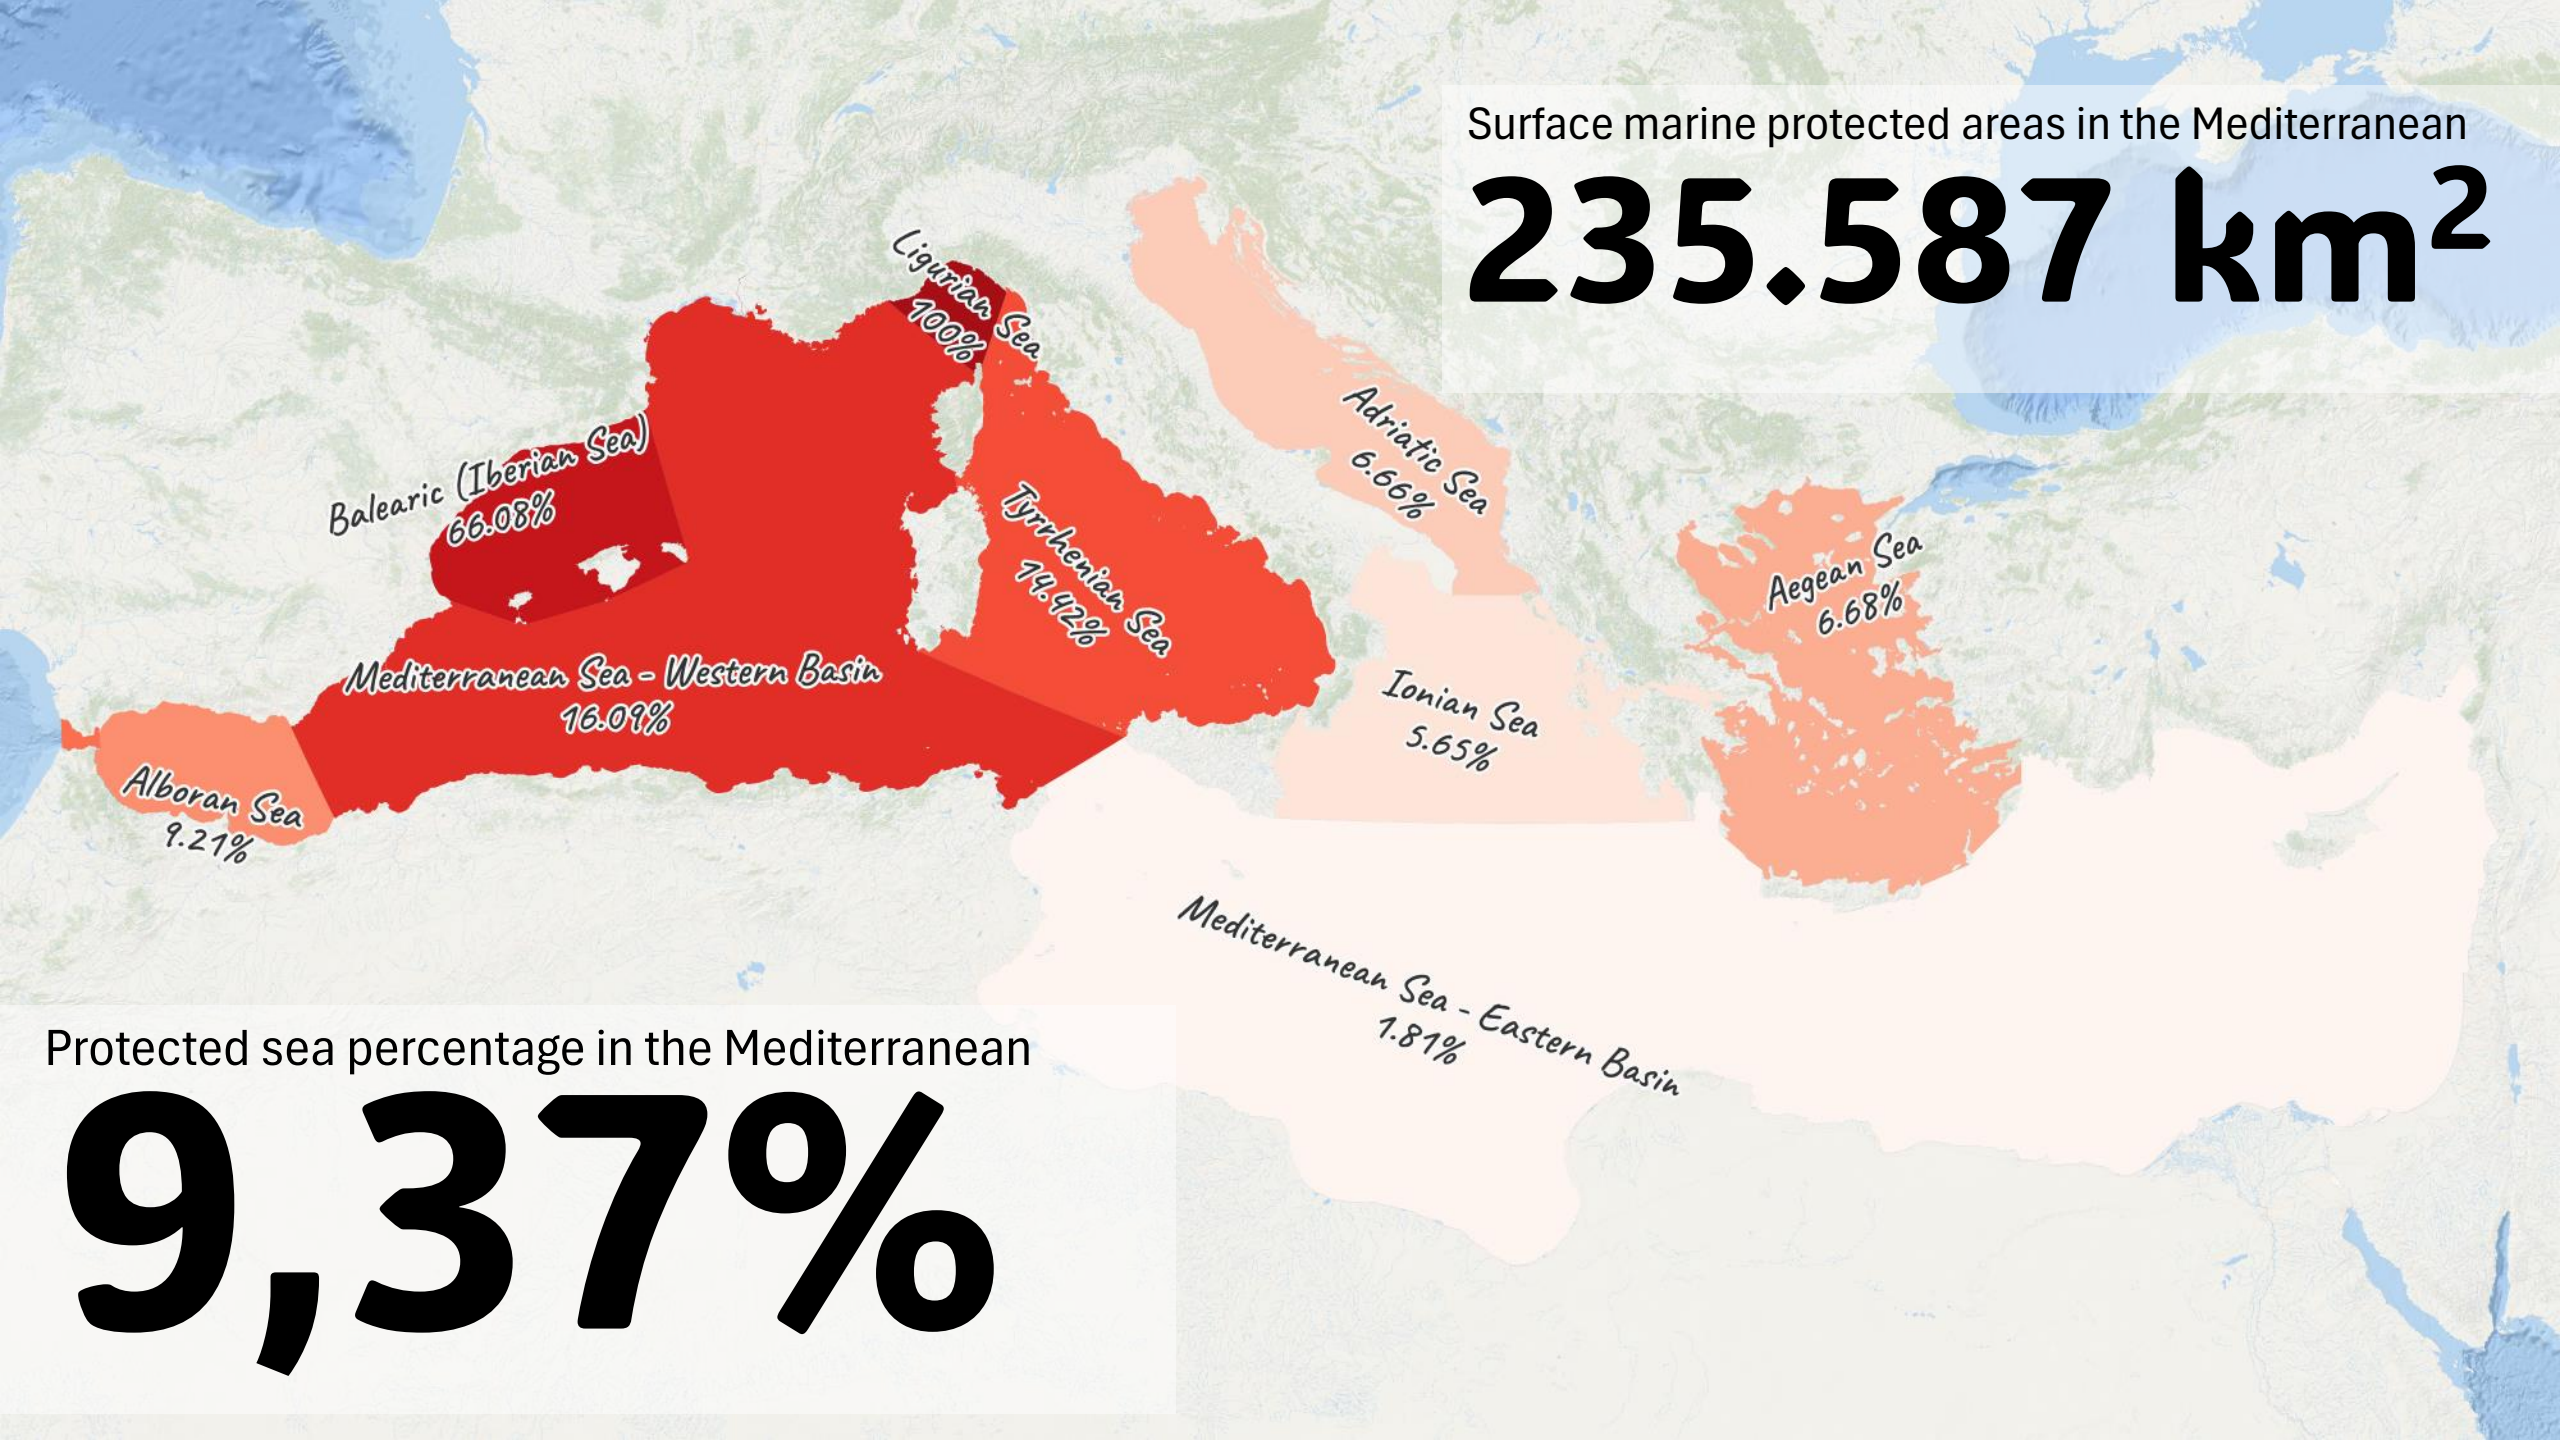 Surface marine protected areas in the Mediterranean
235.587 km²
Ligurian Sea
100%
Adriatic Sea
6.66%
Balearic (Iberian Sea)
66.08%
Tyrrhenian Sea
14.42%
Aegean Sea
6.68%
Mediterranean Sea - Western Basin
16.09%
Ionian Sea
5.65%
Alboran Sea
9.21%
Mediterranean Sea - Eastern Basin
1.81%
Protected sea percentage in the Mediterranean
9,37%